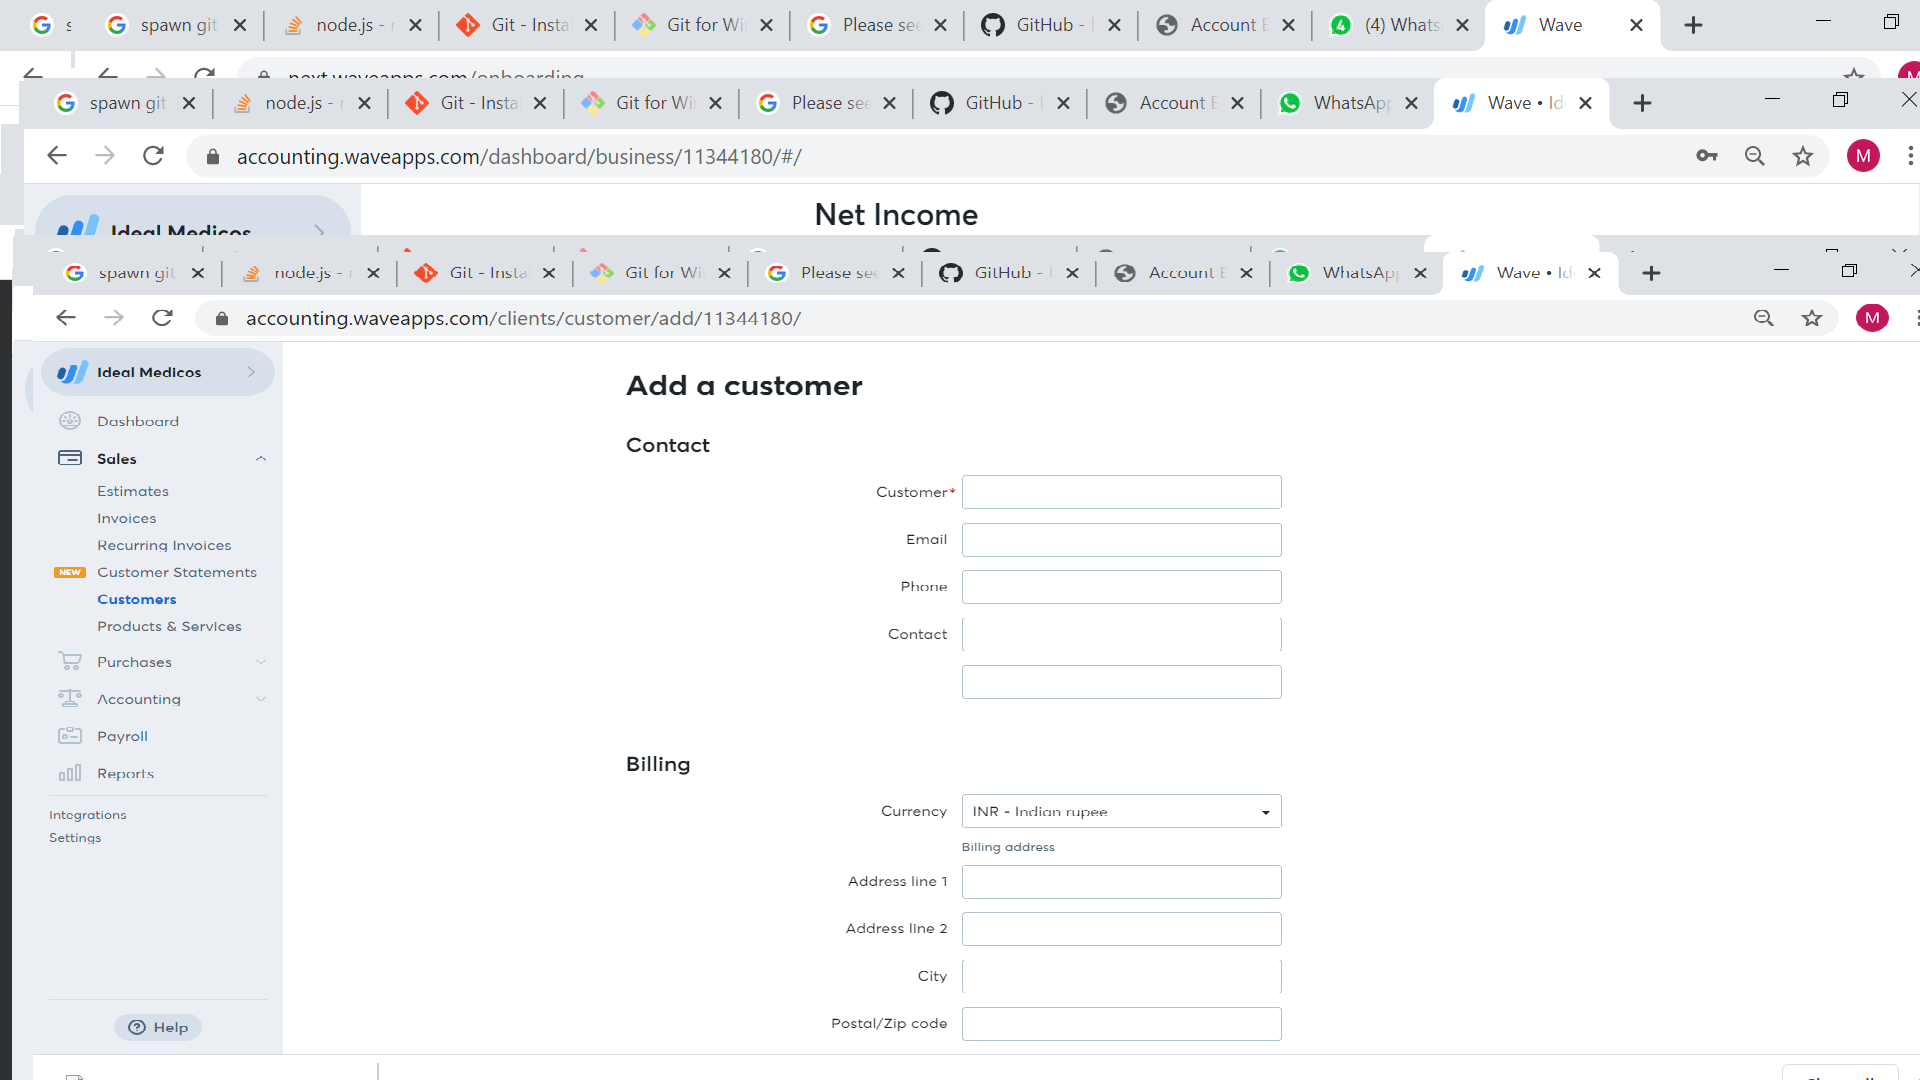 spawn git
node.js - r
Git - Insta
Git for Wi
Please see
GitHub -
Account E
(4) Whats
Wave
next.waveapps.com/onboarding
spawn git
node.js - r
Git - Insta
Git for Wi
Please see
GitHub -
Account E
WhatsApp
Wave • Id
accounting.waveapps.com/dashboard/business/11344180/#/
M
Ideal Medicos
Net Income
spawn git
node.js - r
Git - Insta
Git for Wi
Please see
GitHub -
Account E
WhatsApp
Wave • Id
accounting.waveapps.com/clients/customer/add/11344180/
M
Ideal Medicos
Dashboard
Sales
Estimates
Invoices
Recurring Invoices
NEW Customer Statements
Customers
Products & Services
Purchases
Accounting
Payroll
Reports
Integrations
Settings
Help
Add a customer
Contact
Customer*
Email
Phone
Contact
Billing
Currency INR - Indian rupee
Billing address
Address line 1
Address line 2
City
Postal/Zip code